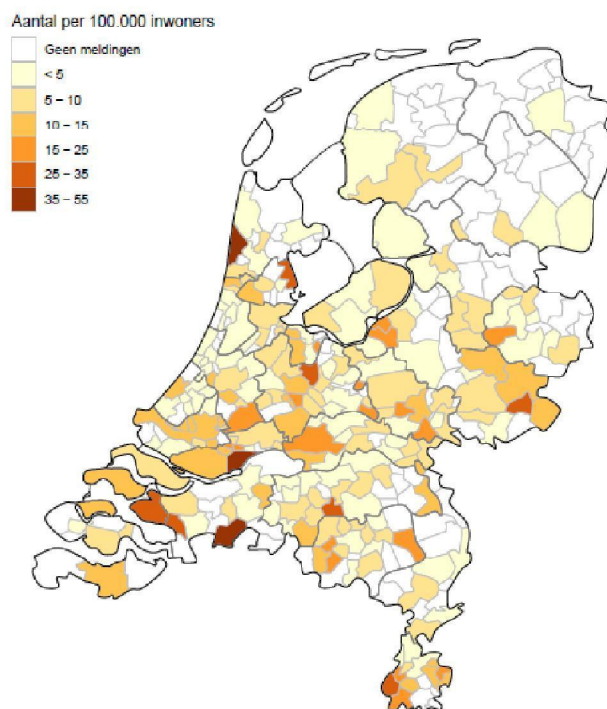 Aantal per 100.000 inwoners
Geen meldingen
< 5
5 – 10
10 – 15
15 – 25
25 – 35
35 – 55